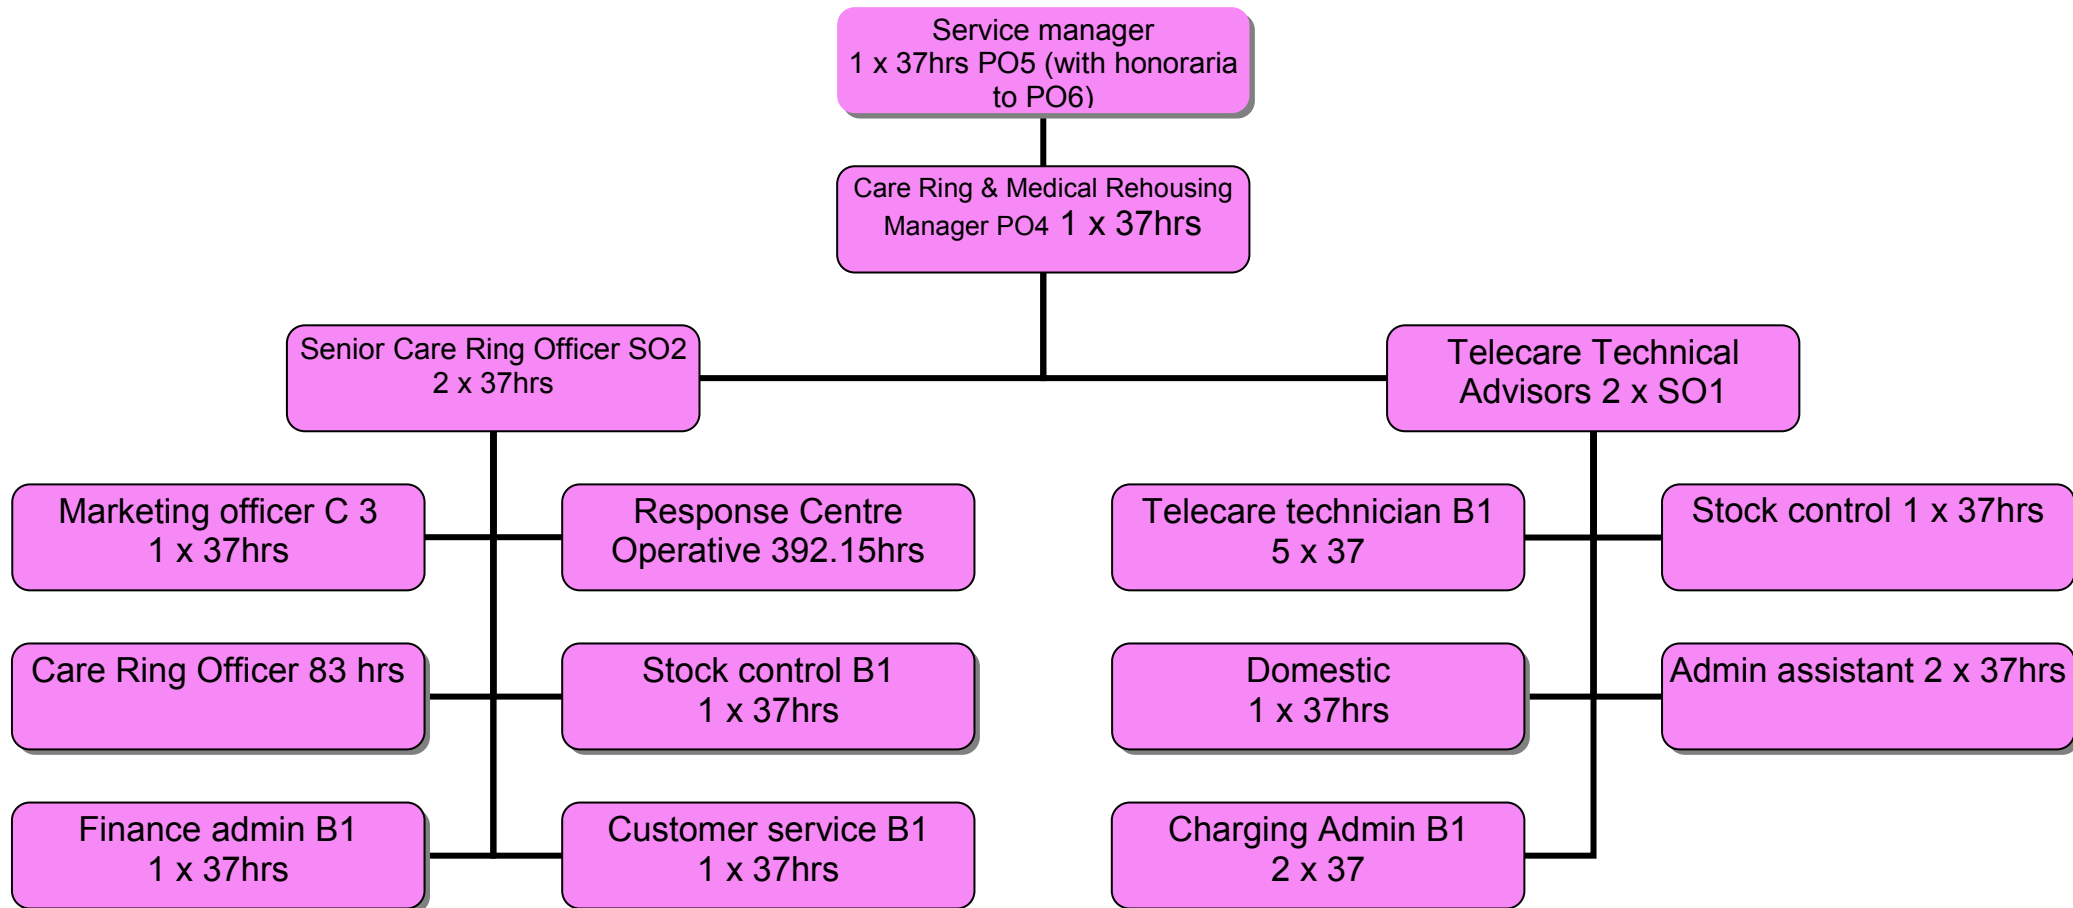 Service manager
1 x 37hrs PO5 (with honoraria
to PO6)
Care Ring & Medical Rehousing
Manager PO4 1 x 37hrs
Senior Care Ring Officer SO2
2 x 37hrs
Telecare Technical
Advisors 2 x SO1
Marketing officer C 3
1 x 37hrs
Response Centre
Operative 392.15hrs
Telecare technician B1
5 x 37
Stock control 1 x 37hrs
Care Ring Officer 83 hrs
Stock control B1
1 x 37hrs
Domestic
1 x 37hrs
Admin assistant 2 x 37hrs
Finance admin B1
1 x 37hrs
Customer service B1
1 x 37hrs
Charging Admin B1
2 x 37